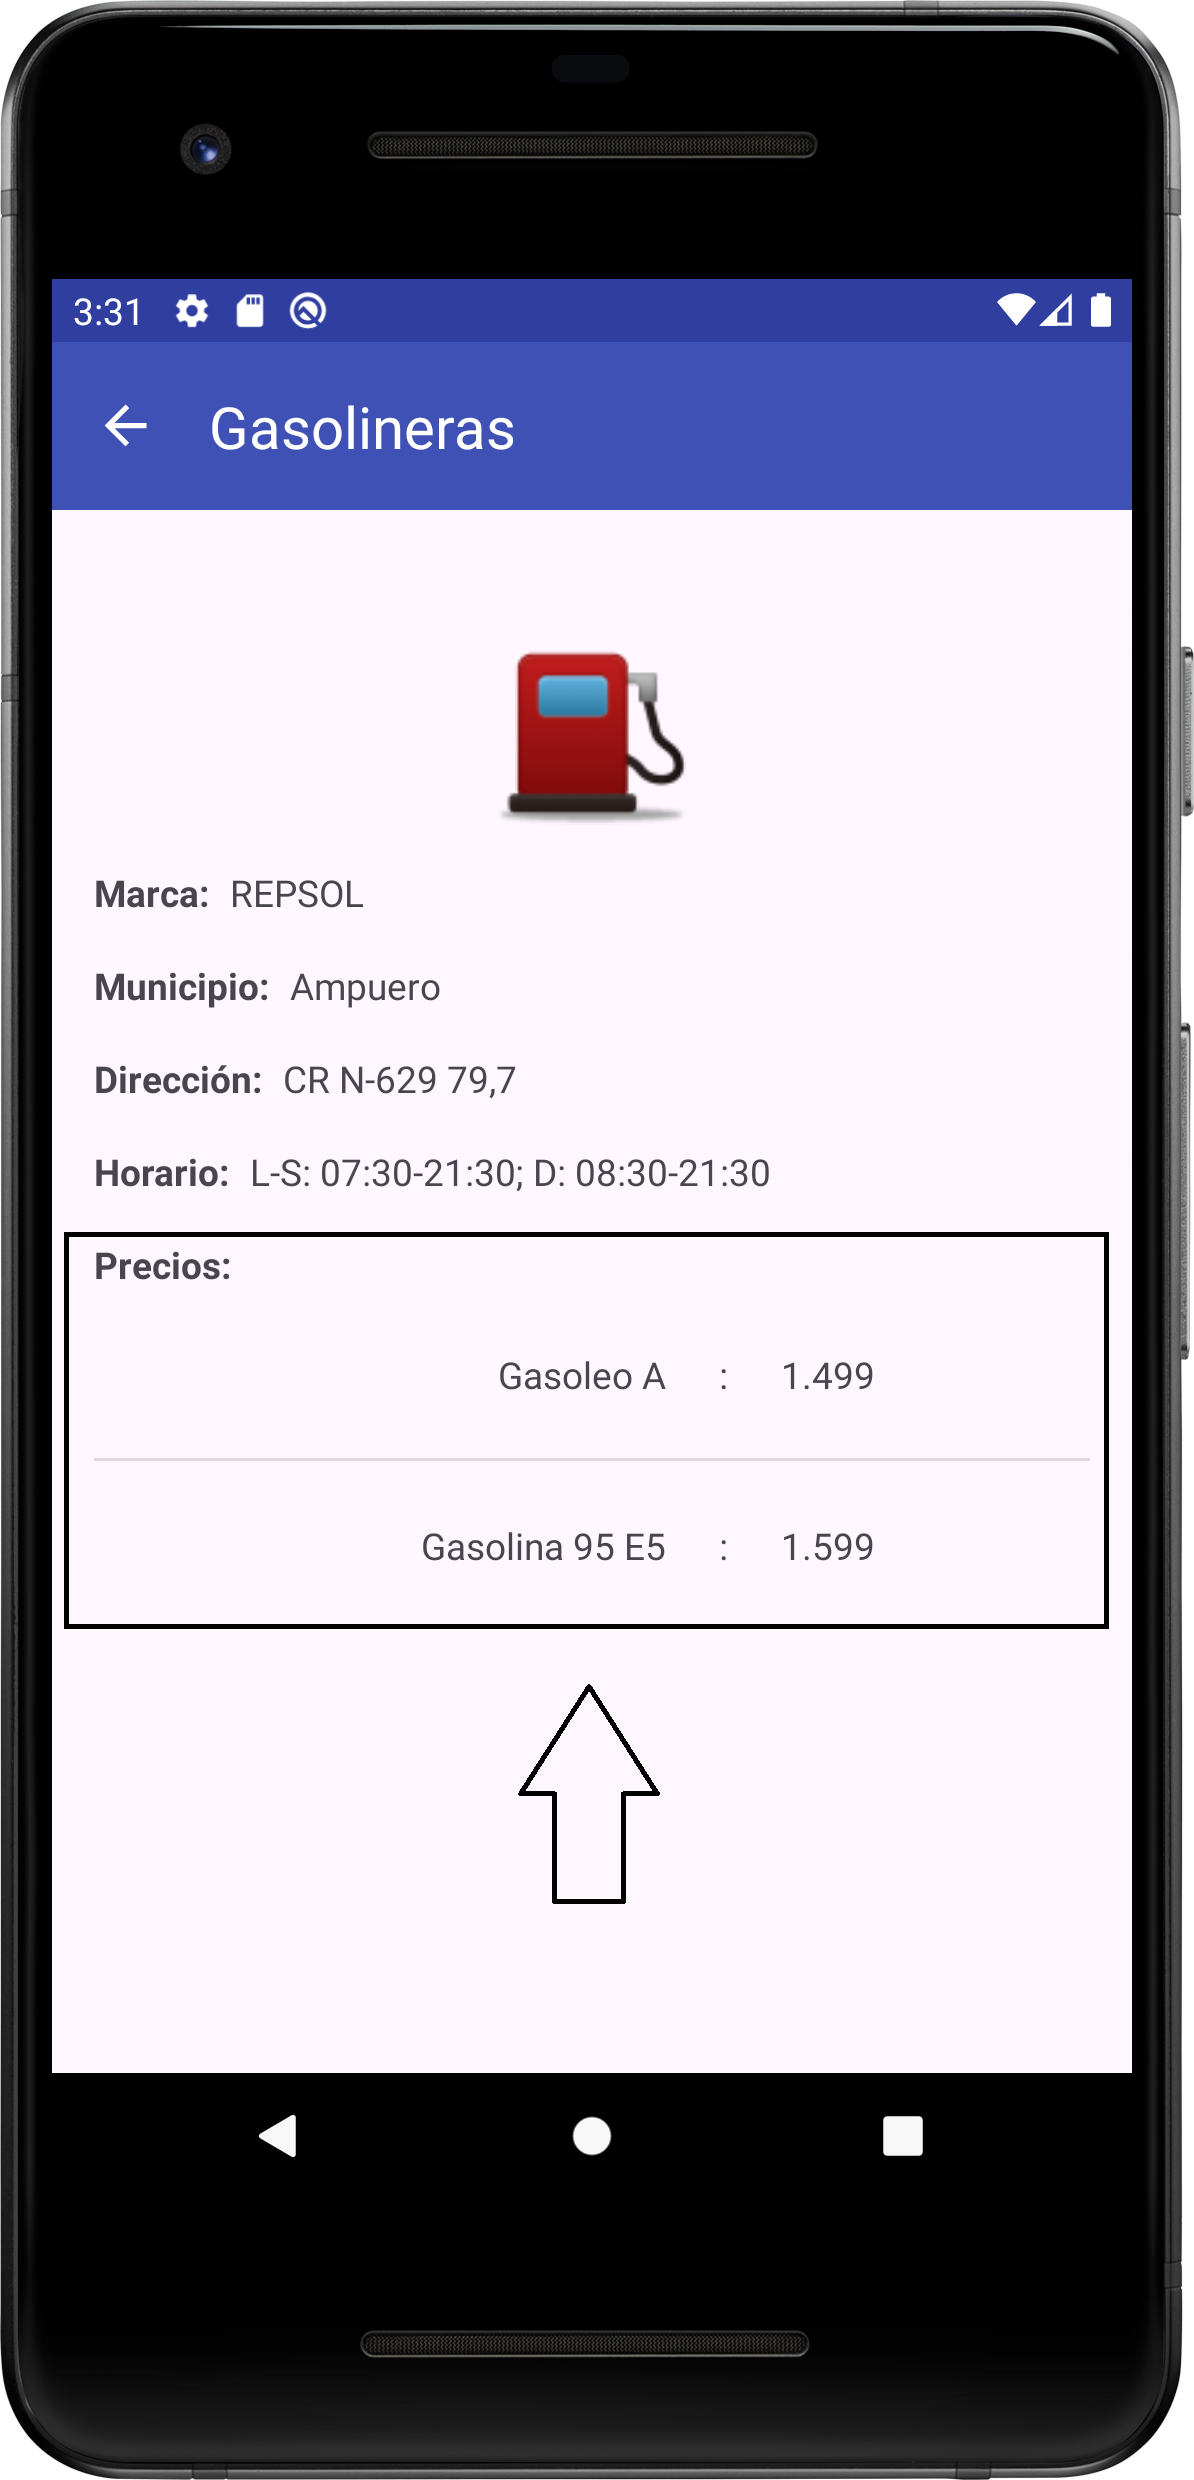 3:31
Gasolineras
Marca: REPSOL
Municipio: Ampuero
Dirección: CR N-629 79,7
Horario: L-S: 07:30-21:30; D: 08:30-21:30
Precios:
Gasoleo A : 1.499
Gasolina 95 E5 : 1.599